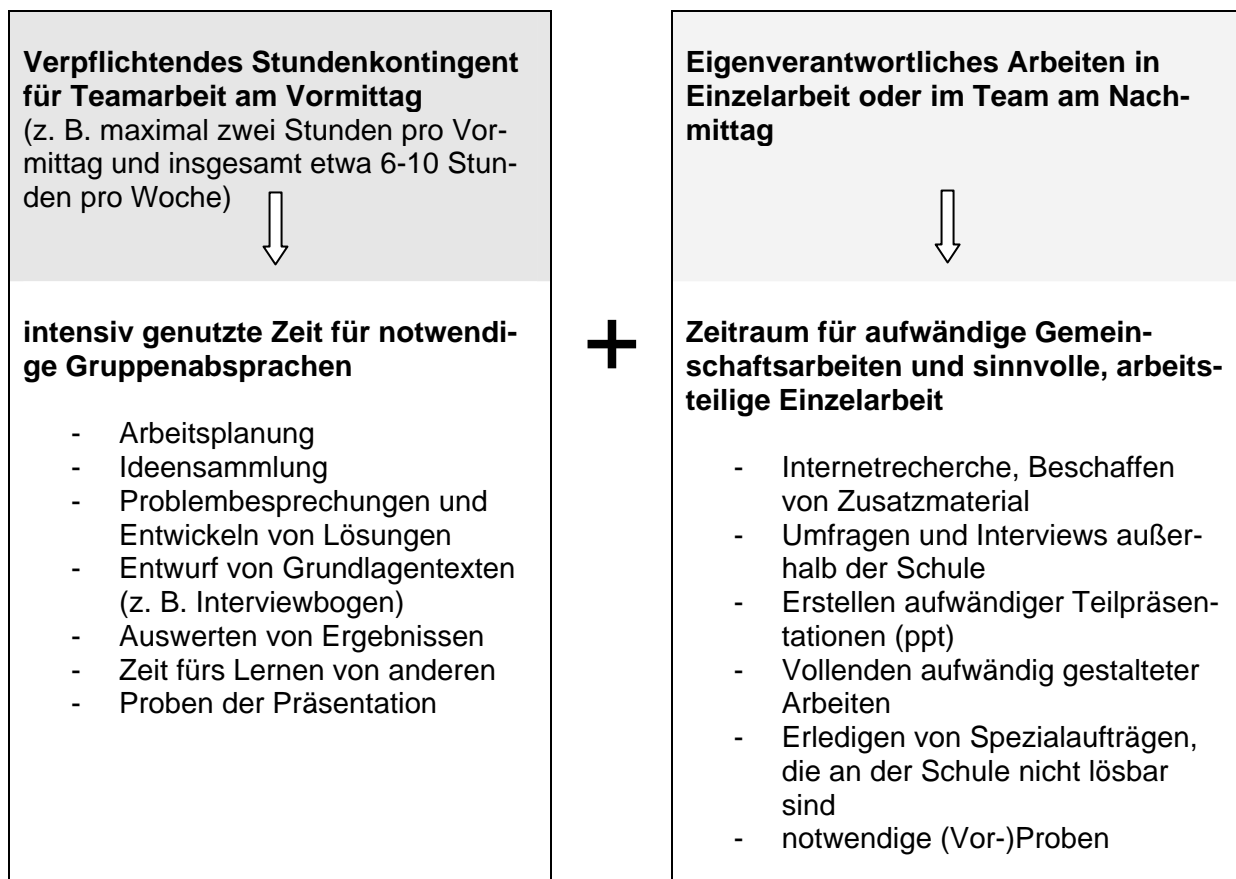 Verpflichtendes Stundenkontingent
für Teamarbeit am Vormittag
(z. B. maximal zwei Stunden pro Vor-
mittag und insgesamt etwa 6-10 Stun-
den pro Woche)
intensiv genutzte Zeit für notwendi-
ge Gruppenabsprachen
- Arbeitsplanung
- Ideensammlung
- Problembesprechungen und
Entwickeln von Lösungen
- Entwurf von Grundlagentexten
(z. B. Interviewbogen)
- Auswerten von Ergebnissen
- Zeit fürs Lernen von anderen
- Proben der Präsentation
+
Eigenverantwortliches Arbeiten in
Einzelarbeit oder im Team am Nach-
mittag
Zeitraum für aufwändige Gemein-
schaftsarbeiten und sinnvolle, arbeits-
teilige Einzelarbeit
- Internetrecherche, Beschaffen
von Zusatzmaterial
- Umfragen und Interviews außer-
halb der Schule
- Erstellen aufwändiger Teilpräsen-
tationen (ppt)
- Vollenden aufwändig gestalteter
Arbeiten
- Erledigen von Spezialaufträgen,
die an der Schule nicht lösbar
sind
- notwendige (Vor-)Proben